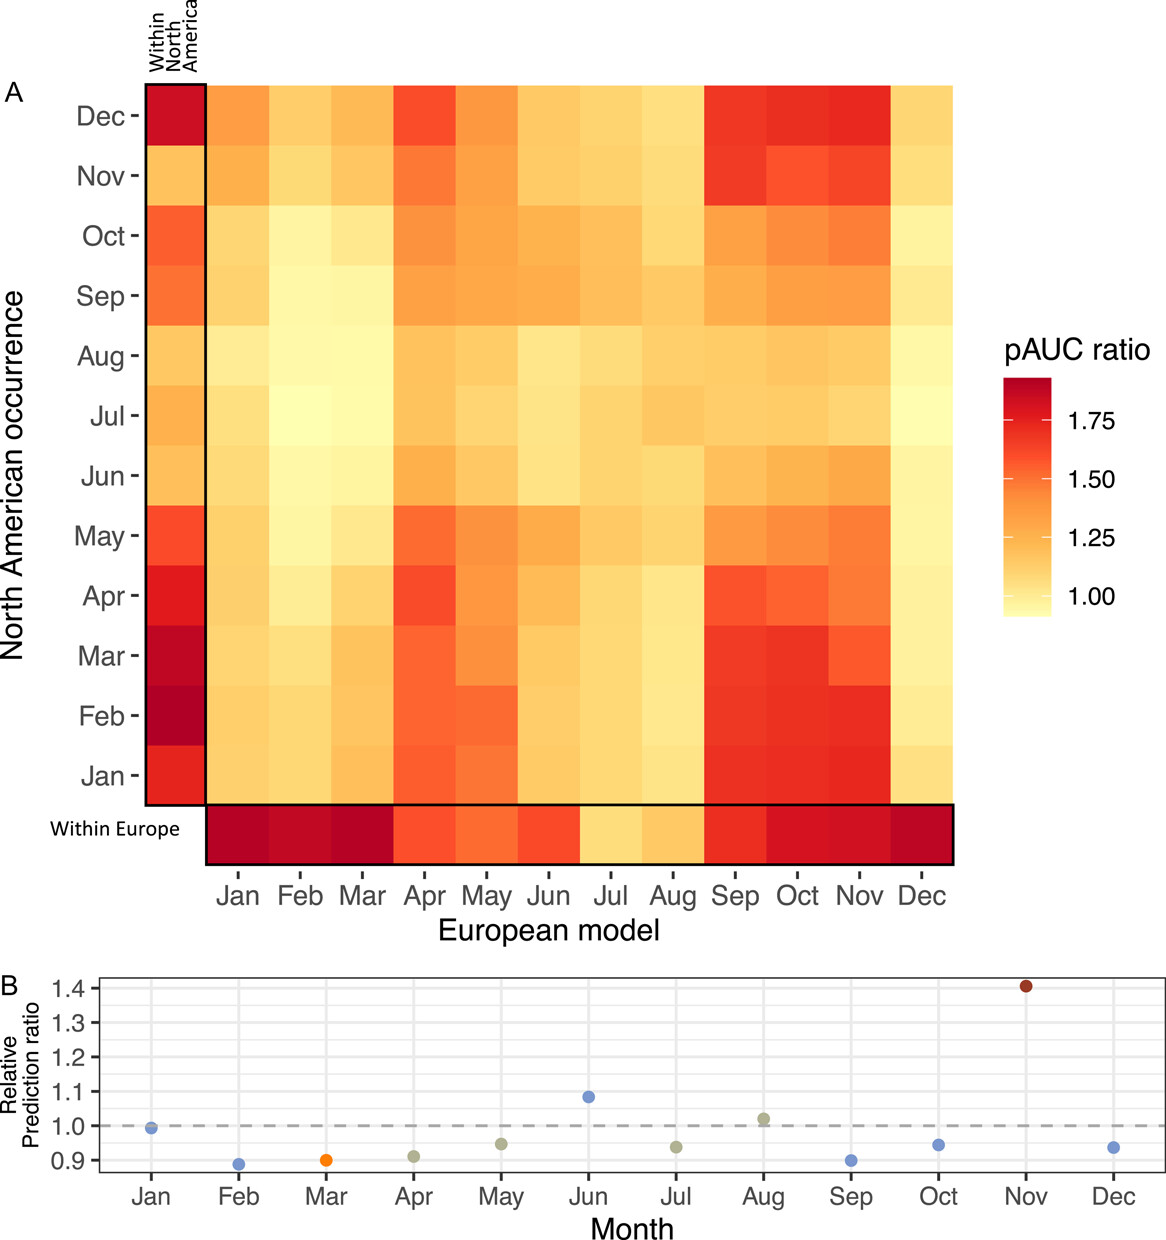 Within
North
America
A
Dec
Nov
Oct
Sep
Aug
Jul
Jun
May
Apr
Mar
Feb
Jan
North American occurrence
Within Europe
Jan Feb Mar Apr May Jun Jul Aug Sep Oct Nov Dec
European model
pAUC ratio
1.75
1.50
1.25
1.00
B
Relative
Prediction ratio
1.4
1.3
1.2
1.1
1.0
0.9
Jan Feb Mar Apr May Jun Jul Aug Sep Oct Nov Dec
Month